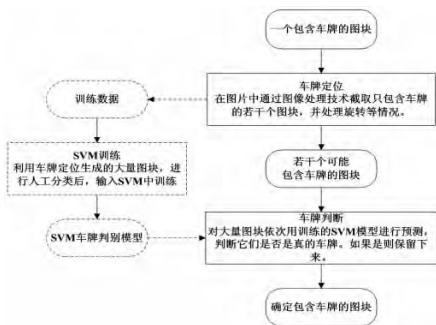 一个包含车牌的图块
车牌定位
在图片中通过图像处理技术截取只包含车牌
的若干个图块，并处理旋转等情况。
训练数据
SVM训练
利用车牌定位生成的大量图块，进
行人工分类后，输入SVM中训练
若干个可能
包含车牌的图块
SVM车牌判别模型
车牌判断
对大量图块依次用训练的SVM模型进行预测，
判断它们是否是真的车牌。如果是则保留下
来。
确定包含车牌的图块